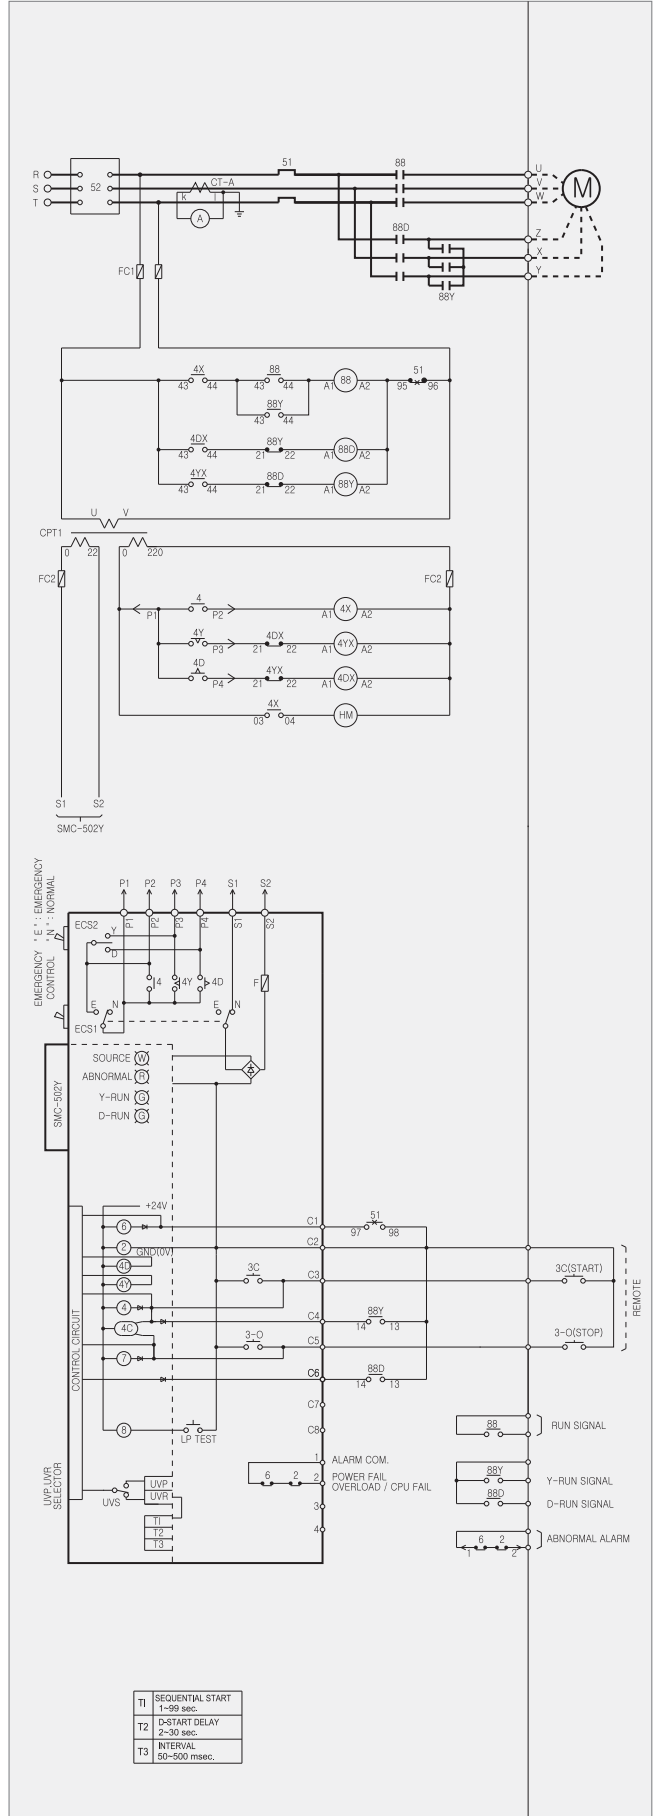 51
88
R
52
CT-A
U
S
V
M
T
k
l
W
A
88D
Z
X
FC1
Y
88Y
4X
88
51
43 44
43 44
A1 88 A2
95 96
88Y
43 44
4DX
88Y
43 44
21 22
A1 88D A2
4YX
88D
43 44
21 22
A1 88Y A2
U V
CPT1
0 22
0 220
FC2
FC2
4
P1
P2
A1 4X A2
4Y
4DX
P3
21 22
A1 4YX A2
4D
4YX
P4
21 22
A1 4DX A2
4X
03 04
HM
S1 S2
SMC-502Y
P1 P2 P3 P4 S1 S2
EMERGENCY CONTROL
"E": EMERGENCY
"N": NORMAL
ECS2
Y
D
P1 P2 P3 P4 S1 S2
4 4Y 4D
F
E N
E N
ECS1
SMC-502Y
SOURCE W
ABNORMAL R
Y-RUN G
D-RUN G
+24V
6
C1
51
97 98
2
C2
GND(0V)
4D
3C
C3
3C(START)
4Y
REMOTE
4
C4
88Y
14 13
4C
3-O
C5
3-O(STOP)
7
C6
88D
14 13
CONTROL CIRCUIT
C7
8
LP TEST
C8
88
RUN SIGNAL
1 ALARM COM.
6 2
2 POWER FAIL
OVERLOAD / CPU FAIL
88Y
Y-RUN SIGNAL
88D
D-RUN SIGNAL
UVP,UVR
SELECTOR
UVS
UVP
UVR
3
TI
T2
T3
4
6 2
1 2
ABNORMAL ALARM
TI SEQUENTIAL START
1~99 sec.
T2 D-START DELAY
2~30 sec.
T3 INTERVAL
50~500 msec.